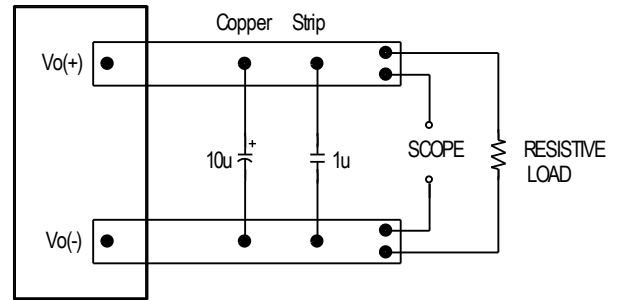 Copper Strip
Vo(+)
10u
+
1u
SCOPE
RESISTIVE
LOAD
Vo(-)